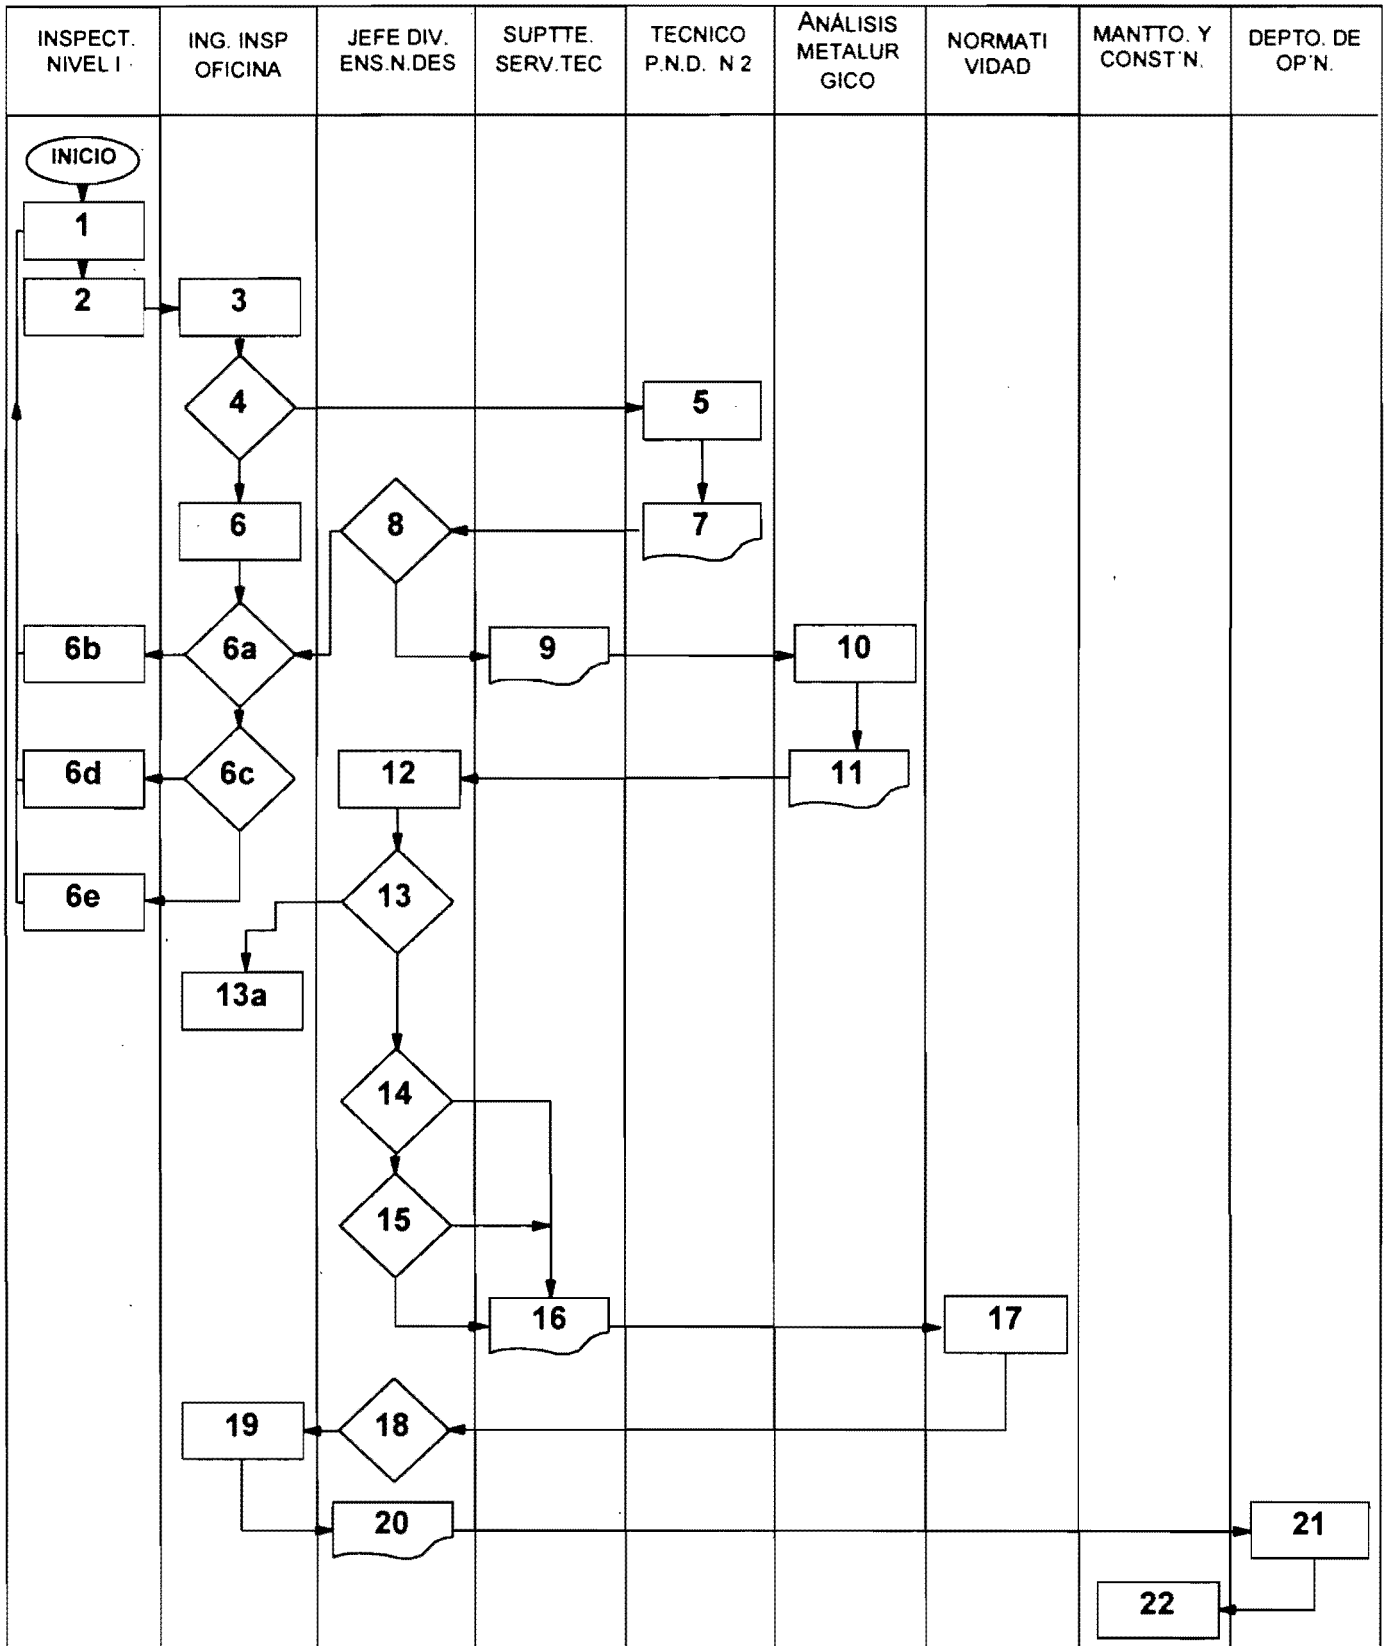 INSPECT.
NIVEL I
ING. INSP
OFICINA
JEFE DIV.
ENS.N.DES
SUPTTE.
SERV.TEC
TECNICO
P.N.D. N 2
ANÁLISIS
METALUR
GICO
NORMATI
VIDAD
MANTTO. Y
CONST´N.
DEPTO. DE
OP´N.
INICIO
1
2
3
4
5
6
8
7
6b
6a
9
10
6d
6c
12
11
6e
13
13a
14
15
16
17
19
18
20
21
22